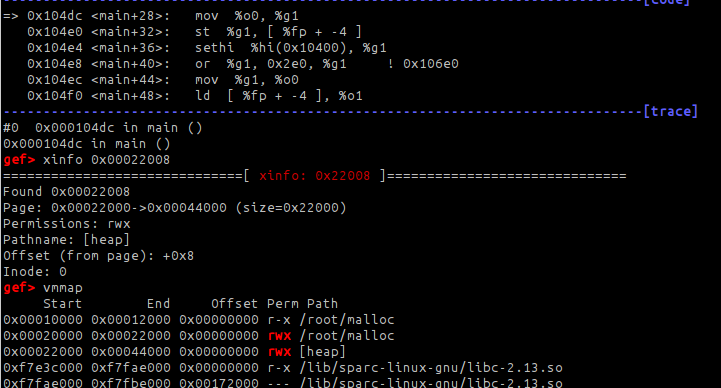 --------------------------------------------------------------------------------[code]
=> 0x104dc <main+28>:   mov  %o0, %g1
   0x104e0 <main+32>:   st  %g1, [ %fp + -4 ]
   0x104e4 <main+36>:   sethi  %hi(0x10400), %g1
   0x104e8 <main+40>:   or  %g1, 0x2e0, %g1     ! 0x106e0
   0x104ec <main+44>:   mov  %g1, %o0
   0x104f0 <main+48>:   ld  [ %fp + -4 ], %o1
--------------------------------------------------------------------------------[trace]
#0  0x000104dc in main ()
0x000104dc in main ()
gef> xinfo 0x00022008
==============================[ xinfo: 0x22008 ]==============================
Found 0x00022008
Page: 0x00022000->0x00044000 (size=0x22000)
Permissions: rwx
Pathname: [heap]
Offset (from page): +0x8
Inode: 0
gef> vmmap
     Start        End     Offset Perm Path
0x00010000 0x00012000 0x00000000 r-x /root/malloc
0x00020000 0x00022000 0x00000000 rwx /root/malloc
0x00022000 0x00044000 0x00000000 rwx [heap]
0xf7e3c000 0xf7fae000 0x00000000 r-x /lib/sparc-linux-gnu/libc-2.13.so
0xf7fae000 0xf7fbe000 0x00172000 --- /lib/sparc-linux-gnu/libc-2.13.so